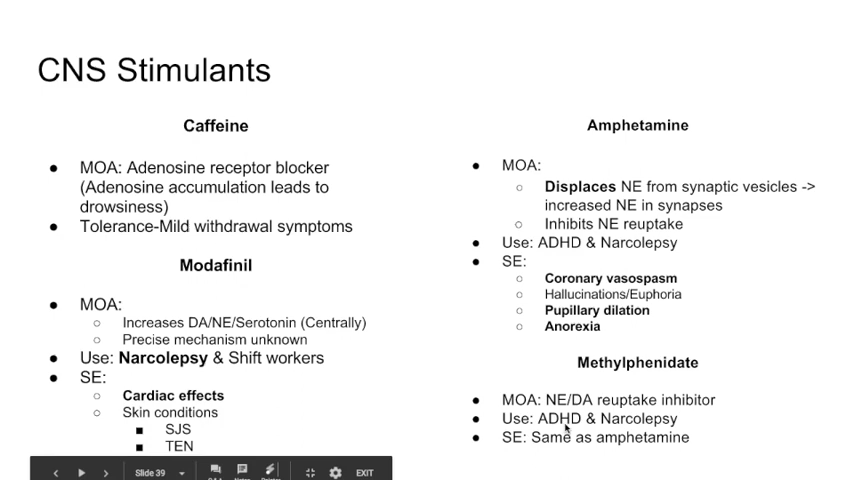 CNS Stimulants
Caffeine
● MOA: Adenosine receptor blocker
(Adenosine accumulation leads to
drowsiness)
● Tolerance-Mild withdrawal symptoms
Modafinil
● MOA:
○ Increases DA/NE/Serotonin (Centrally)
○ Precise mechanism unknown
● Use: Narcolepsy & Shift workers
● SE:
○ Cardiac effects
○ Skin conditions
■ SJS
■ TEN
Amphetamine
● MOA:
○ Displaces NE from synaptic vesicles ->
increased NE in synapses
○ Inhibits NE reuptake
● Use: ADHD & Narcolepsy
● SE:
○ Coronary vasospasm
○ Hallucinations/Euphoria
○ Pupillary dilation
○ Anorexia
Methylphenidate
● MOA: NE/DA reuptake inhibitor
● Use: ADHD & Narcolepsy
● SE: Same as amphetamine
Slide 39
EXIT